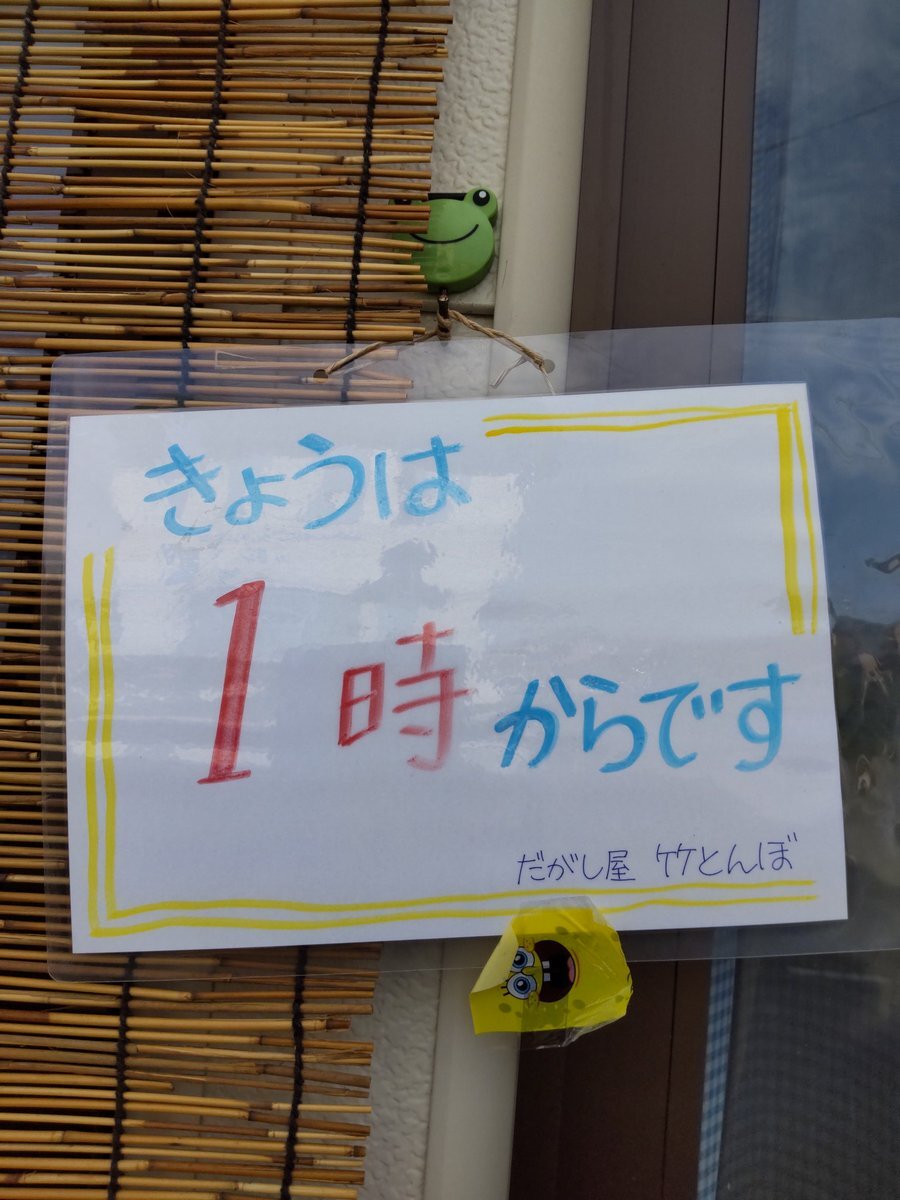 きょうは
1時からです
だがし屋 竹とんぼ